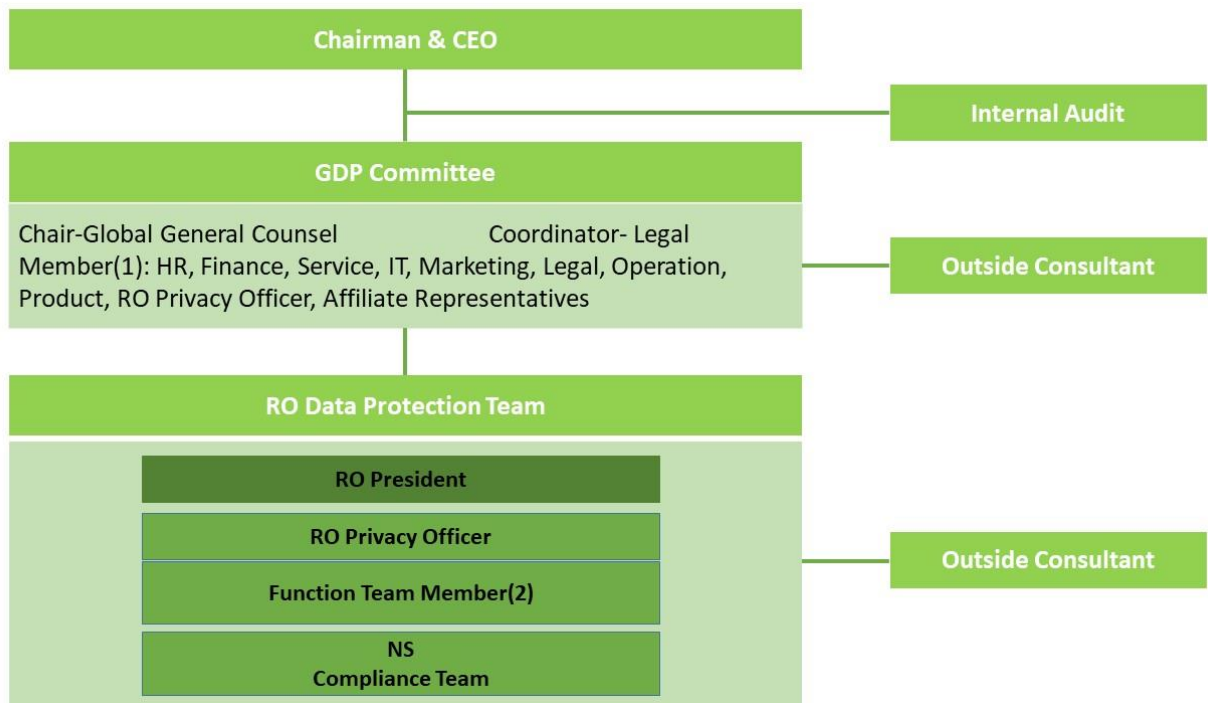 Chairman & CEO
Internal Audit
GDP Committee
Chair-Global General Counsel Coordinator- Legal
Member(1): HR, Finance, Service, IT, Marketing, Legal, Operation,
Product, RO Privacy Officer, Affiliate Representatives
Outside Consultant
RO Data Protection Team
RO President
RO Privacy Officer
Function Team Member(2)
NS
Compliance Team
Outside Consultant